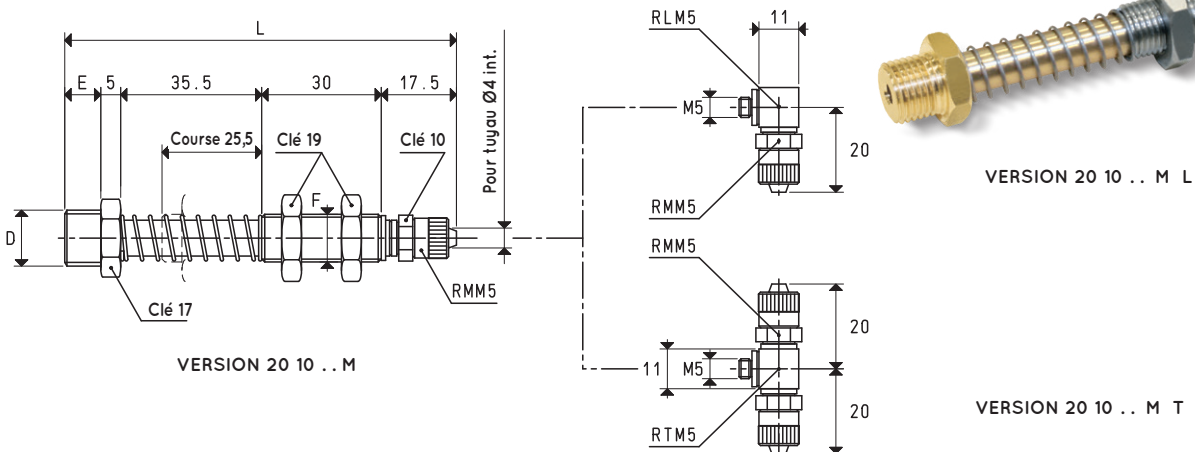 L
E 5 35.5 30 17.5
Course 25,5
Clé 19
Clé 10
Pour tuyau Ø4 int.
D
F
RMM5
Clé 17
VERSION 20 10 .. M
RLM5
11
M5
20
RMM5
VERSION 20 10 .. M L
RMM5
20
11
M5
20
RTM5
VERSION 20 10 .. M T